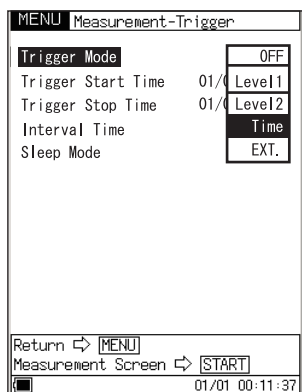 MENU Measurement-Trigger
Trigger Mode OFF
Trigger Start Time 01/ Level1
Trigger Stop Time 01/ Level2
Interval Time Time
Sleep Mode EXT.
Return ⇨ MENU
Measurement Screen ⇨ START
01/01 00:11:37